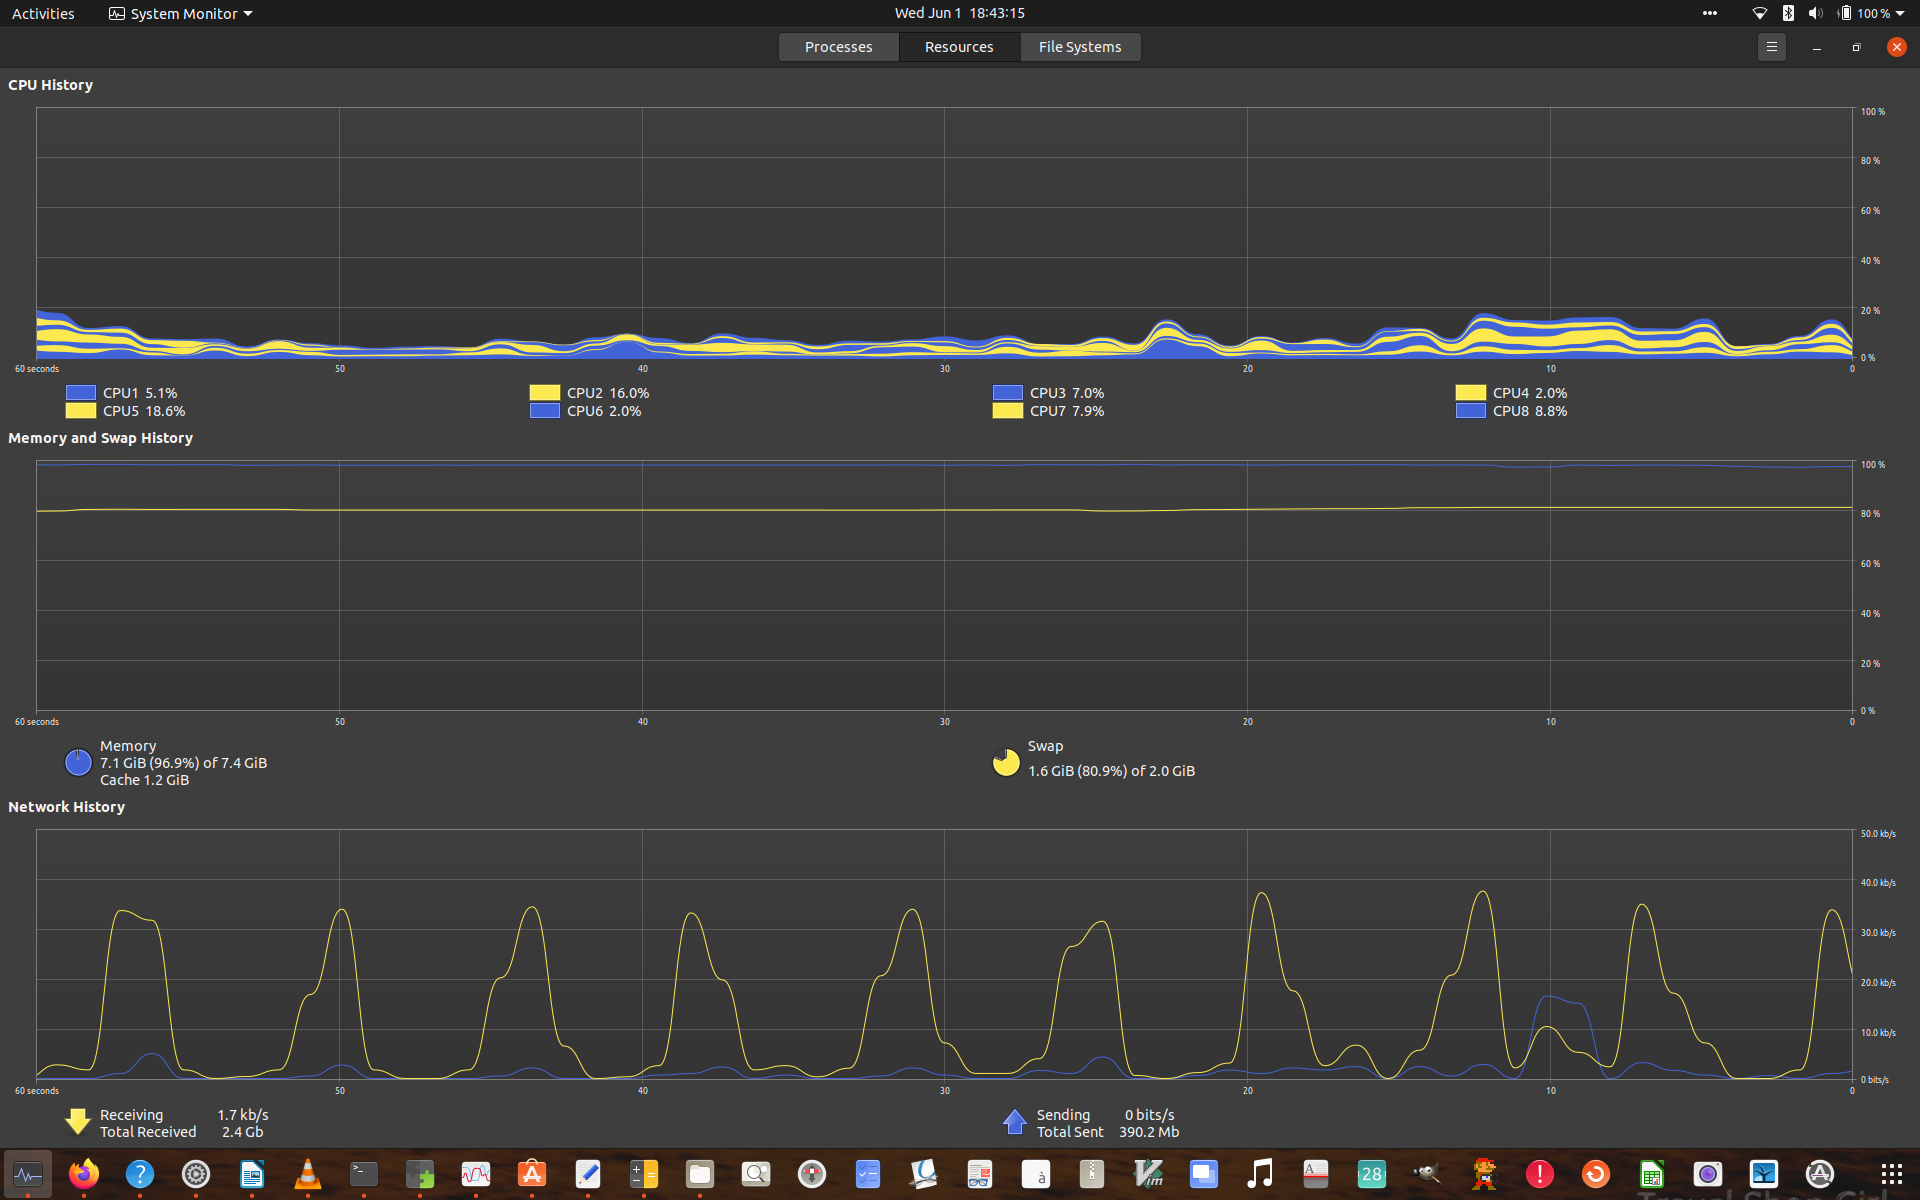 Activities System Monitor Wed Jun 1 18:43:15 100 %
Processes Resources File Systems
CPU History
100 %
80 %
60 %
40 %
20 %
0 %
60 seconds 50 40 30 20 10 0
CPU1 5.1% CPU2 16.0% CPU3 7.0% CPU4 2.0%
CPU5 18.6% CPU6 2.0% CPU7 7.9% CPU8 8.8%
Memory and Swap History
100 %
80 %
60 %
40 %
20 %
0 %
60 seconds 50 40 30 20 10 0
Memory
7.1 GiB (96.9%) of 7.4 GiB
Cache 1.2 GiB
Swap
1.6 GiB (80.9%) of 2.0 GiB
Network History
50.0 kb/s
40.0 kb/s
30.0 kb/s
20.0 kb/s
10.0 kb/s
0 bits/s
60 seconds 50 40 30 20 10 0
Receiving 1.7 kb/s
Total Received 2.4 Gb
Sending 0 bits/s
Total Sent 390.2 Mb
à
Vim
28